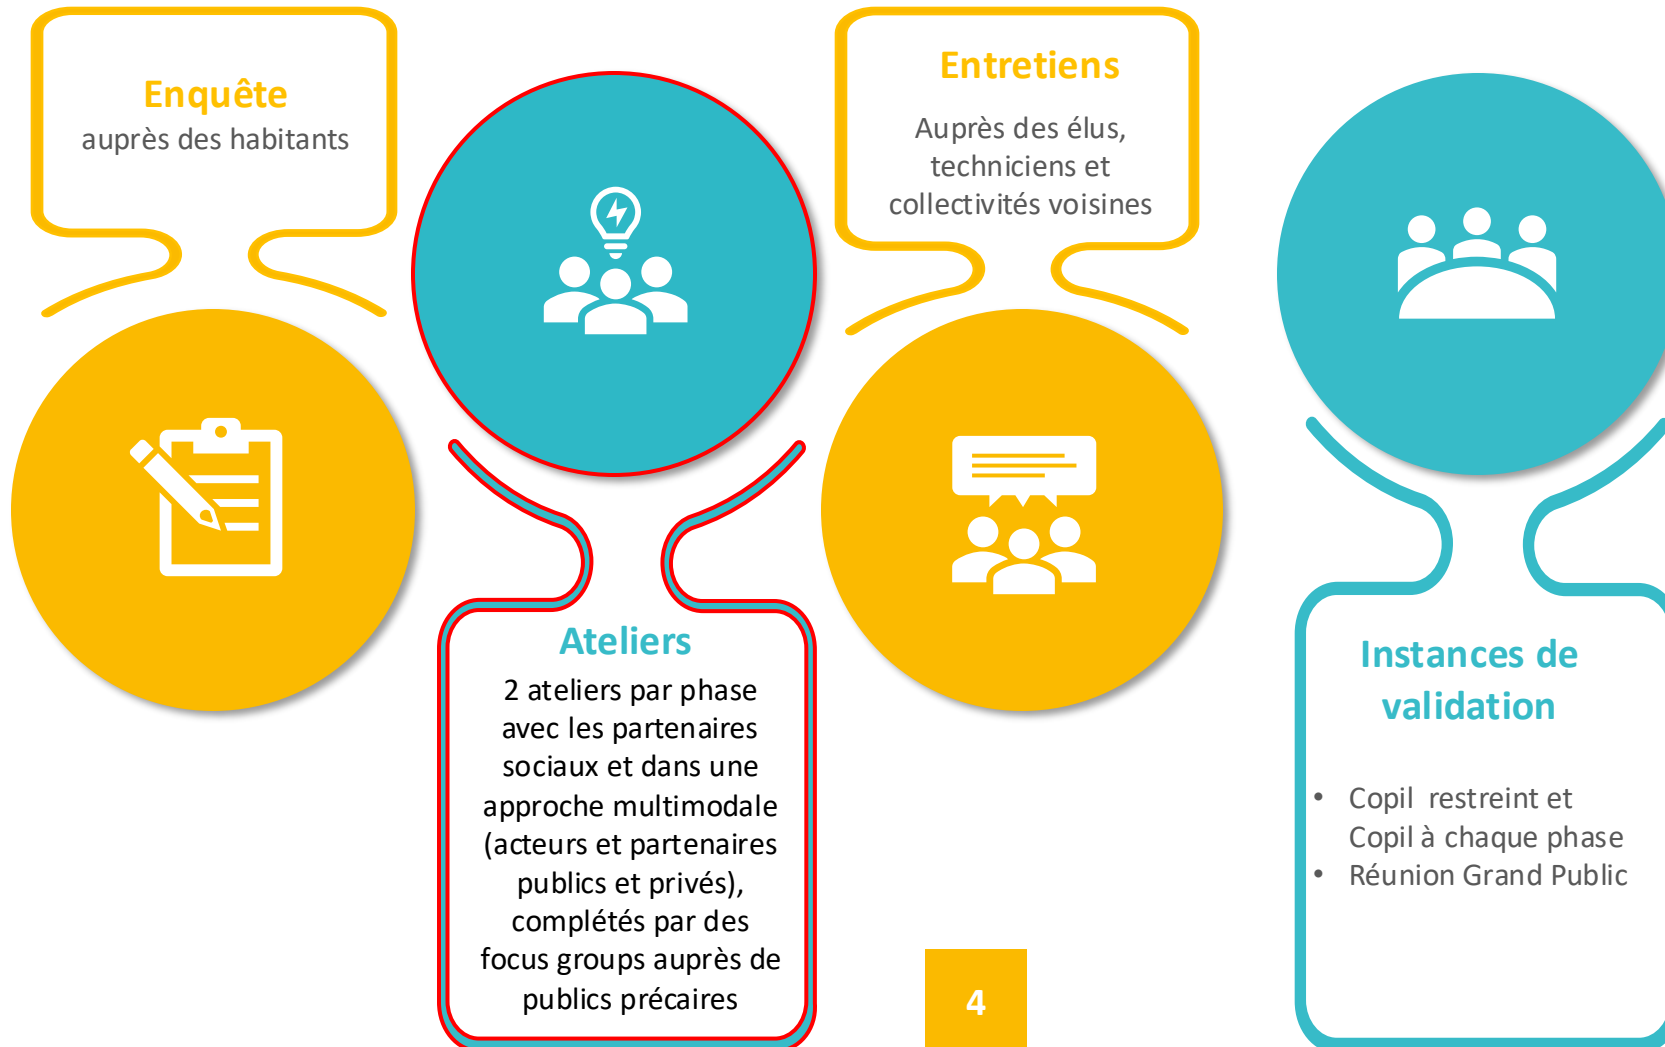 Enquête
auprès des habitants
Ateliers
2 ateliers par phase
avec les partenaires
sociaux et dans une
approche multimodale
(acteurs et partenaires
publics et privés),
complétés par des
focus groups auprès de
publics précaires
Entretiens
Auprès des élus,
techniciens et
collectivités voisines
Instances de
validation
• Copil restreint et
Copil à chaque phase
• Réunion Grand Public
4